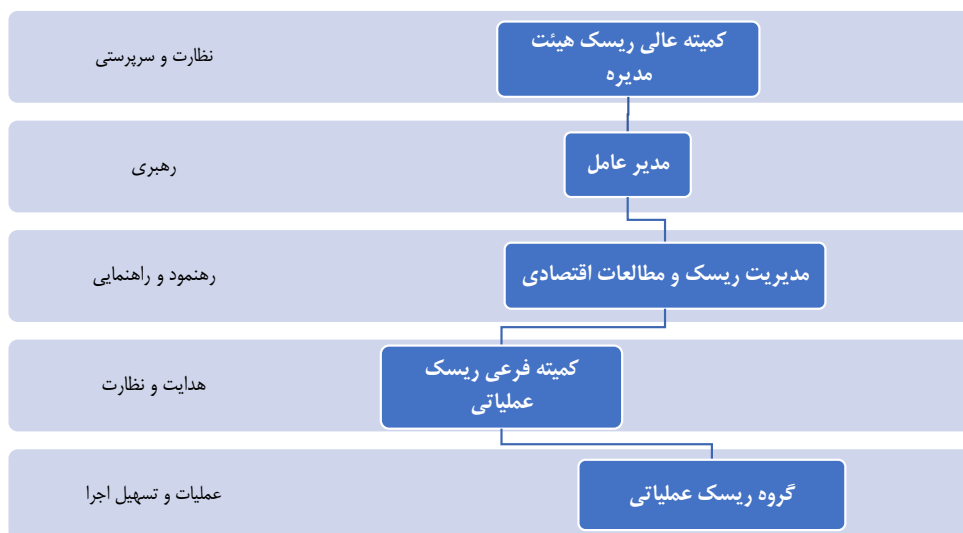 کمیته عالی ریسک هیئت
مدیره
نظارت و سرپرستی
مدیر عامل
رهبری
مدیریت ریسک و مطالعات اقتصادی
رهنمود و راهنمایی
کمیته فرعی ریسک
عملیاتی
هدایت و نظارت
گروه ریسک عملیاتی
عملیات و تسهیل اجرا